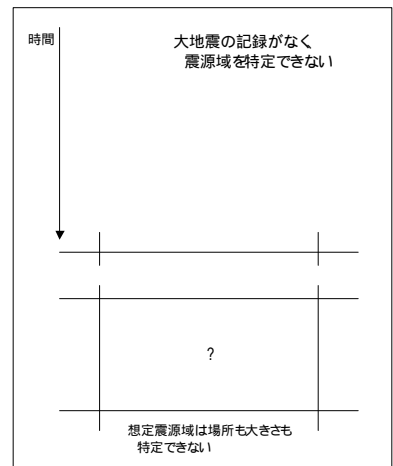 時間
大地震の記録がなく
震源域を特定できない
?
想定震源域は場所も大きさも
特定できない